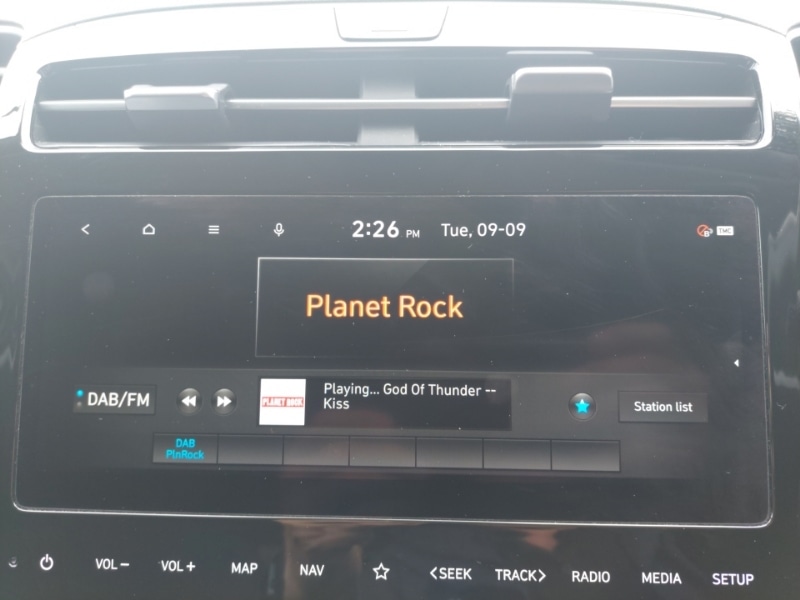 2:26 PM Tue, 09-09 TMC
Planet Rock
DAB/FM
PLANET ROCK
Playing... God Of Thunder --
Kiss
Station list
DAB
PlnRock
VOL− VOL+ MAP NAV <SEEK TRACK> RADIO MEDIA SETUP